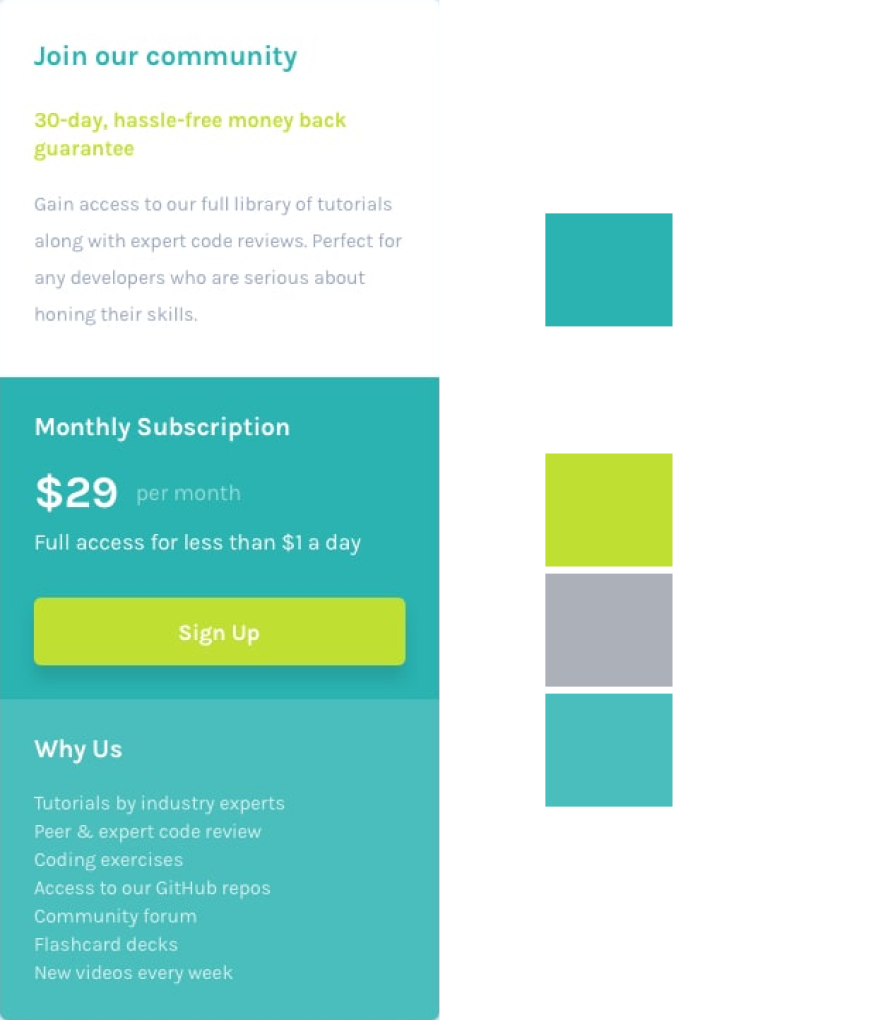 Join our community
30-day, hassle-free money back
guarantee
Gain access to our full library of tutorials
along with expert code reviews. Perfect for
any developers who are serious about
honing their skills.
Monthly Subscription
$29 per month
Full access for less than $1 a day
Sign Up
Why Us
Tutorials by industry experts
Peer & expert code review
Coding exercises
Access to our GitHub repos
Community forum
Flashcard decks
New videos every week